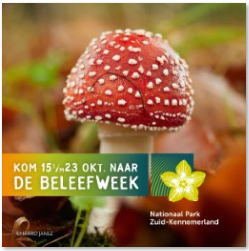 KOM 15 t/m 23 OKT. NAAR
DE BELEEFWEEK
Nationaal Park
Zuid-Kennemerland